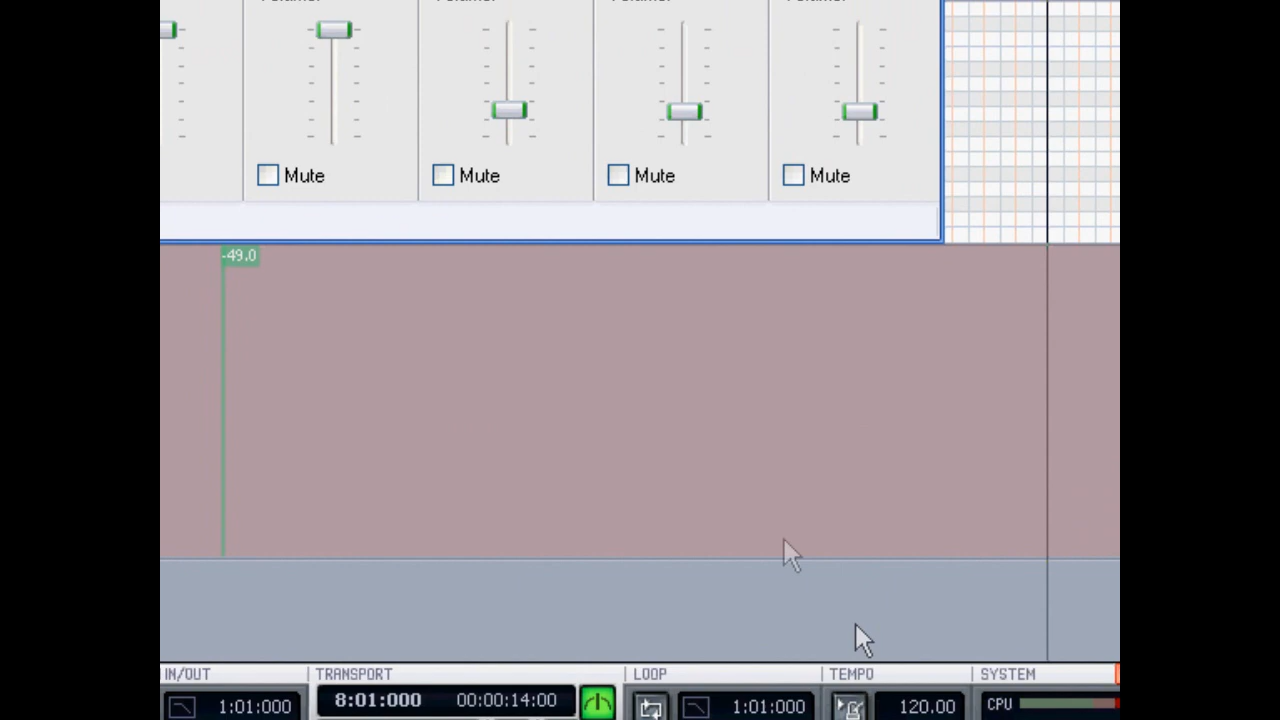 Mute Mute Mute Mute
-49.0
IN/OUT TRANSPORT LOOP TEMPO SYSTEM
1:01:000 8:01:000 00:00:14:00 1:01:000 120.00 CPU